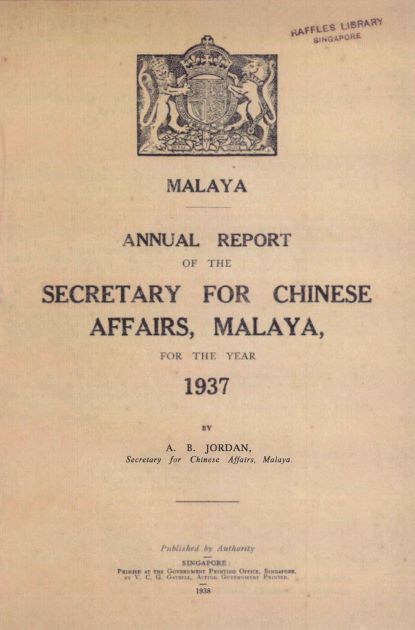 RAFFLES LIBRARY
SINGAPORE
MALAYA
ANNUAL REPORT
OF THE
SECRETARY FOR CHINESE
AFFAIRS, MALAYA,
FOR THE YEAR
1937
BY
A. B. JORDAN,
Secretary for Chinese Affairs, Malaya.
Published by Authority
SINGAPORE:
PRINTED AT THE GOVERNMENT PRINTING OFFICE, SINGAPORE,
BY V. C. G. GATRELL, ACTING GOVERNMENT PRINTER.
1938